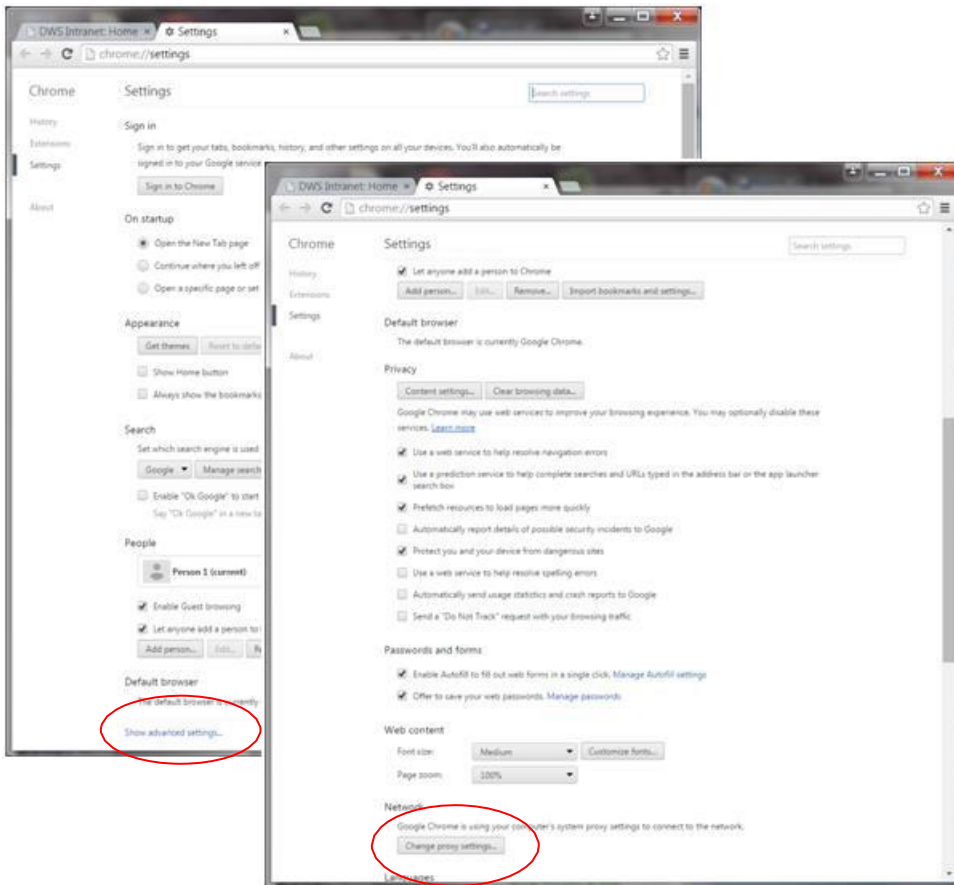 DWS Intranet: Home
Settings
chrome://settings
Chrome
Settings
Search settings
History
Extensions
Settings
About
Sign in
Sign in to get your tabs, bookmarks, history, and other settings on all your devices. You'll also automatically be
signed in to your Google service
Sign in to Chrome
On startup
Open the New Tab page
Continue where you left off
Open a specific page or set
Appearance
Get themes
Reset to defa
Show Home button
Always show the bookmarks
Search
Set which search engine is used
Google
Manage search
Enable "Ok Google" to start
Say "Ok Google" in a new ta
People
Person 1 (current)
Enable Guest browsing
Let anyone add a person to
Add person...
Edit...
R
Default browser
The default browser is currently
Show advanced settings...
DWS Intranet: Home
Settings
chrome://settings
Chrome
Settings
Search settings
History
Extensions
Settings
About
Let anyone add a person to Chrome
Add person...
Edit...
Remove...
Import bookmarks and settings...
Default browser
The default browser is currently Google Chrome.
Privacy
Content settings...
Clear browsing data...
Google Chrome may use web services to improve your browsing experience. You may optionally disable these
services. Learn more
Use a web service to help resolve navigation errors
Use a prediction service to help complete searches and URLs typed in the address bar or the app launcher
search box
Prefetch resources to load pages more quickly
Automatically report details of possible security incidents to Google
Protect you and your device from dangerous sites
Use a web service to help resolve spelling errors
Automatically send usage statistics and crash reports to Google
Send a "Do Not Track" request with your browsing traffic
Passwords and forms
Enable Autofill to fill out web forms in a single click. Manage Autofill settings
Offer to save your web passwords. Manage passwords
Web content
Font size:
Medium
Customize fonts...
Page zoom:
100%
Network
Google Chrome is using your computer's system proxy settings to connect to the network.
Change proxy settings...
Languages